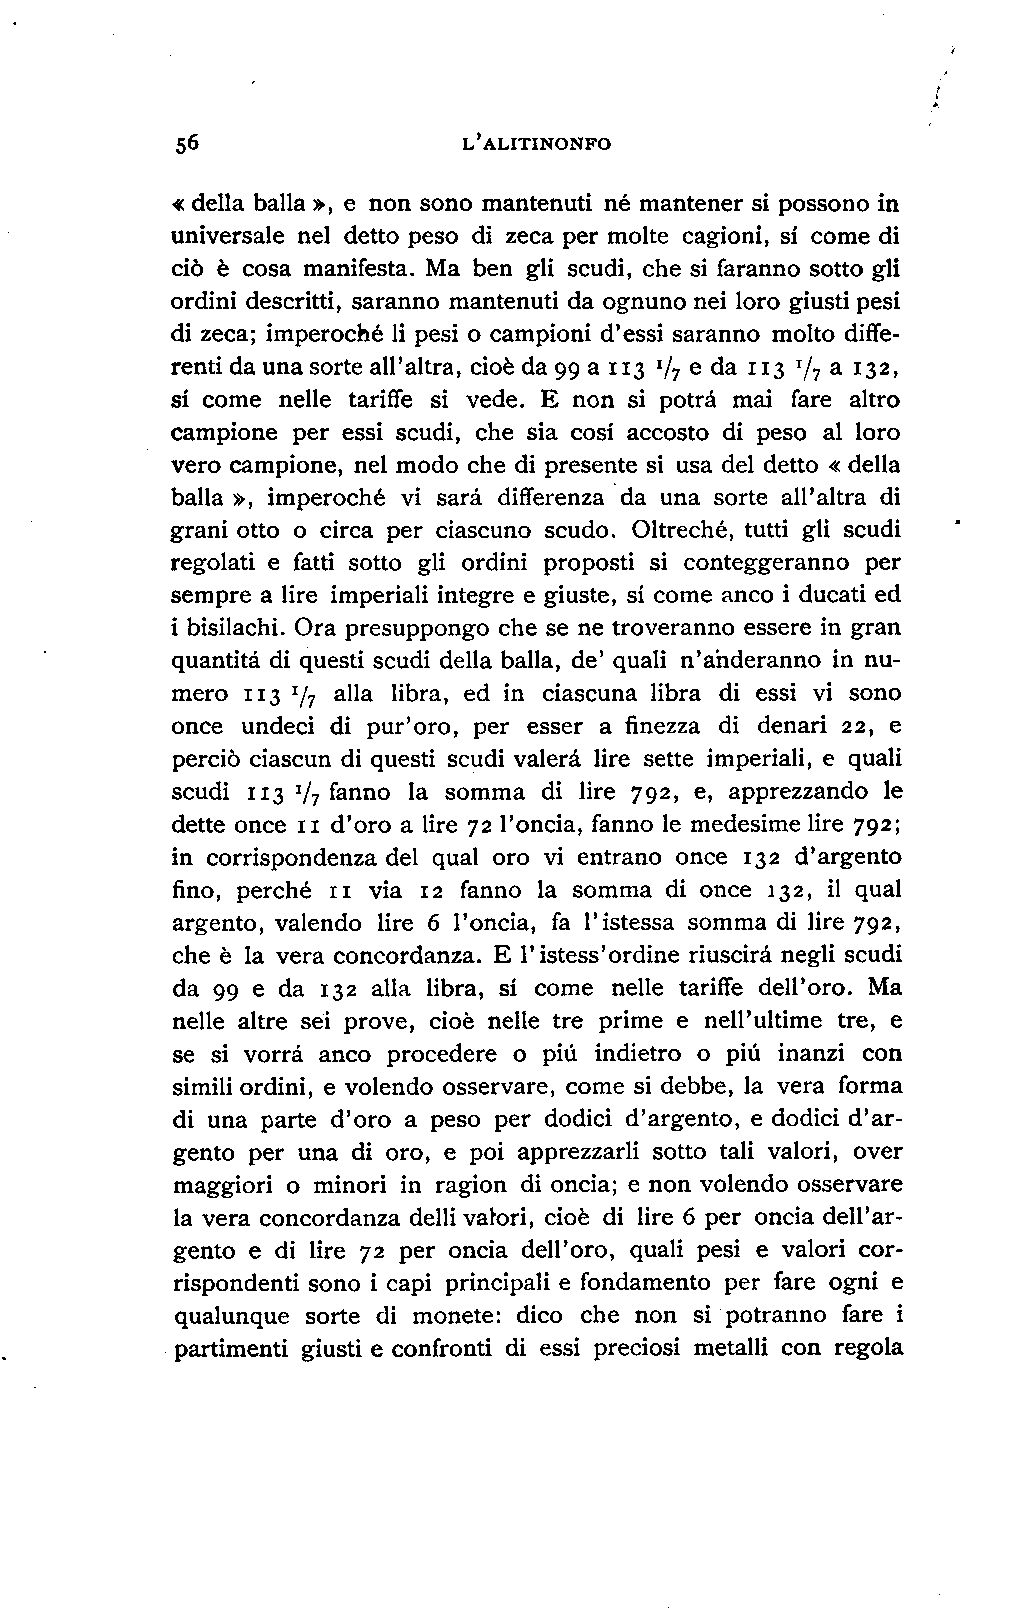 56 L'ALITINONFO
« della balla », e non sono mantenuti né mantener si possono in
universale nel detto peso di zeca per molte cagioni, sí come di
ciò è cosa manifesta. Ma ben gli scudi, che si faranno sotto gli
ordini descritti, saranno mantenuti da ognuno nei loro giusti pesi
di zeca; imperoché li pesi o campioni d'essi saranno molto diffe-
renti da una sorte all'altra, cioè da 99 a 113 1/7 e da 113 1/7 a 132,
sí come nelle tariffe si vede. E non si potrá mai fare altro
campione per essi scudi, che sia cosí accosto di peso al loro
vero campione, nel modo che di presente si usa del detto « della
balla », imperoché vi sará differenza da una sorte all'altra di
grani otto o circa per ciascuno scudo. Oltreché, tutti gli scudi
regolati e fatti sotto gli ordini proposti si conteggeranno per
sempre a lire imperiali integre e giuste, sí come anco i ducati ed
i bisilachi. Ora presuppongo che se ne troveranno essere in gran
quantitá di questi scudi della balla, de' quali n'anderanno in nu-
mero 113 1/7 alla libra, ed in ciascuna libra di essi vi sono
once undeci di pur'oro, per esser a finezza di denari 22, e
perciò ciascun di questi scudi valerá lire sette imperiali, e quali
scudi 113 1/7 fanno la somma di lire 792, e, apprezzando le
dette once 11 d'oro a lire 72 l'oncia, fanno le medesime lire 792;
in corrispondenza del qual oro vi entrano once 132 d'argento
fino, perché 11 via 12 fanno la somma di once 132, il qual
argento, valendo lire 6 l'oncia, fa l'istessa somma di lire 792,
che è la vera concordanza. E l'istess'ordine riuscirá negli scudi
da 99 e da 132 alla libra, sí come nelle tariffe dell'oro. Ma
nelle altre sei prove, cioè nelle tre prime e nell'ultime tre, e
se si vorrá anco procedere o piú indietro o piú inanzi con
simili ordini, e volendo osservare, come si debbe, la vera forma
di una parte d'oro a peso per dodici d'argento, e dodici d'ar-
gento per una di oro, e poi apprezzarli sotto tali valori, over
maggiori o minori in ragion di oncia; e non volendo osservare
la vera concordanza delli valori, cioè di lire 6 per oncia dell'ar-
gento e di lire 72 per oncia dell'oro, quali pesi e valori cor-
rispondenti sono i capi principali e fondamento per fare ogni e
qualunque sorte di monete: dico che non si potranno fare i
partimenti giusti e confronti di essi preciosi metalli con regola